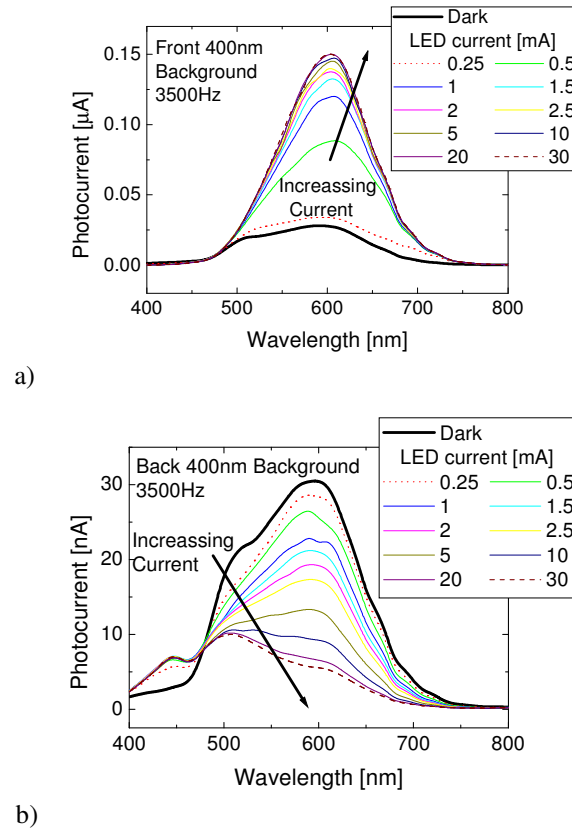 Front 400nm
Background
3500Hz
Increassing
Current
Dark
LED current [mA]
0.25 0.5
1 1.5
2 2.5
5 10
20 30
Photocurrent [µA]
0.15
0.10
0.05
0.00
400 500 600 700 800
Wavelength [nm]
a)
Back 400nm Background
3500Hz
Increassing
Current
Dark
LED current [mA]
0.25 0.5
1 1.5
2 2.5
5 10
20 30
Photocurrent [nA]
30
20
10
0
400 500 600 700 800
Wavelength [nm]
b)